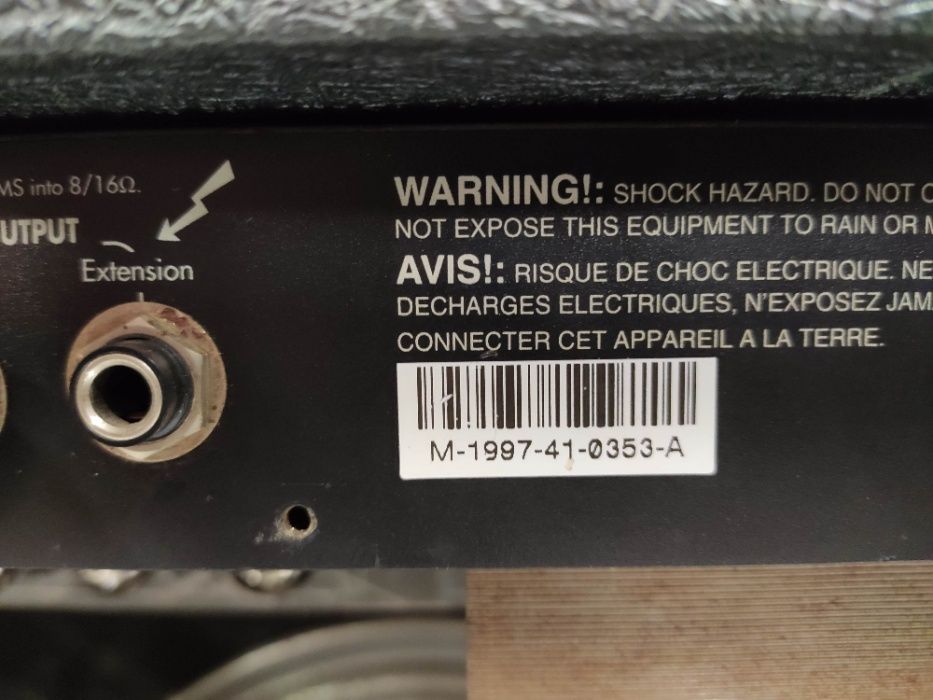 MS into 8/16Ω.
UTPUT
Extension
WARNING!: SHOCK HAZARD. DO NOT
NOT EXPOSE THIS EQUIPMENT TO RAIN OR
AVIS!: RISQUE DE CHOC ELECTRIQUE. NE
DECHARGES ELECTRIQUES, N'EXPOSEZ JAM
CONNECTER CET APPAREIL A LA TERRE.
M-1997-41-0353-A